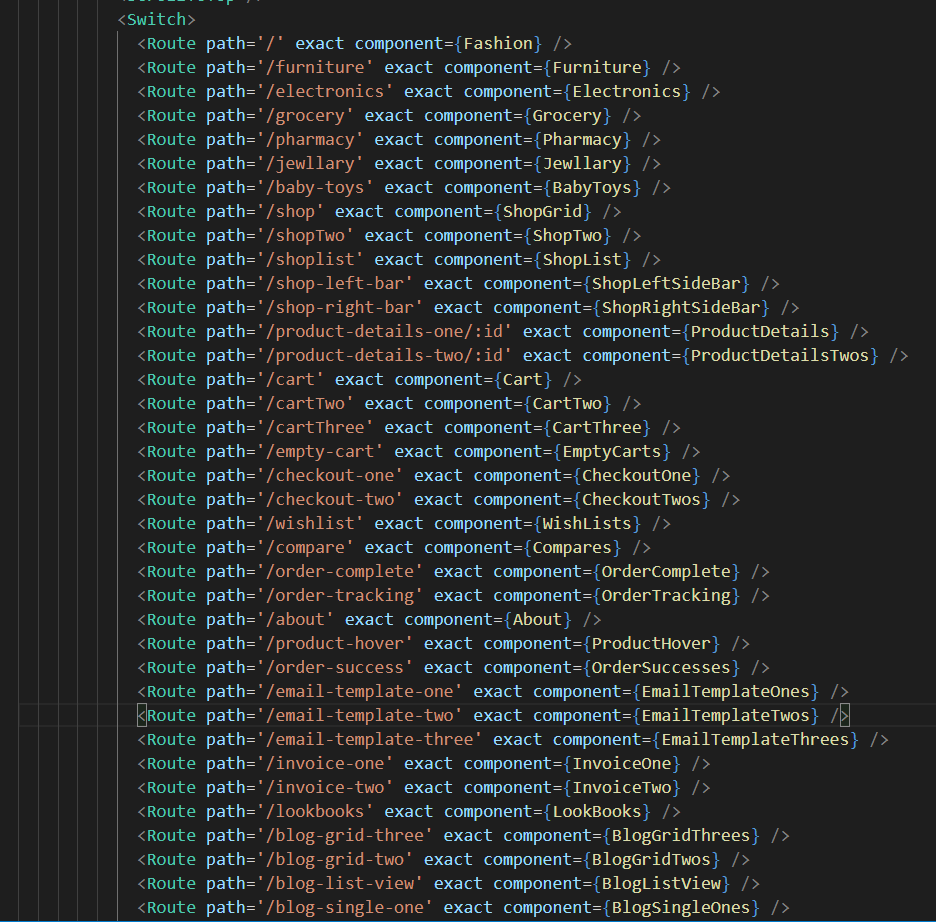 <Switch>
<Route path='/' exact component={Fashion} />
<Route path='/furniture' exact component={Furniture} />
<Route path='/electronics' exact component={Electronics} />
<Route path='/grocery' exact component={Grocery} />
<Route path='/pharmacy' exact component={Pharmacy} />
<Route path='/jewllary' exact component={Jewllary} />
<Route path='/baby-toys' exact component={BabyToys} />
<Route path='/shop' exact component={ShopGrid} />
<Route path='/shopTwo' exact component={ShopTwo} />
<Route path='/shoplist' exact component={ShopList} />
<Route path='/shop-left-bar' exact component={ShopLeftSideBar} />
<Route path='/shop-right-bar' exact component={ShopRightSideBar} />
<Route path='/product-details-one/:id' exact component={ProductDetails} />
<Route path='/product-details-two/:id' exact component={ProductDetailsTwos} />
<Route path='/cart' exact component={Cart} />
<Route path='/cartTwo' exact component={CartTwo} />
<Route path='/cartThree' exact component={CartThree} />
<Route path='/empty-cart' exact component={EmptyCarts} />
<Route path='/checkout-one' exact component={CheckoutOne} />
<Route path='/checkout-two' exact component={CheckoutTwos} />
<Route path='/wishlist' exact component={WishLists} />
<Route path='/compare' exact component={Compares} />
<Route path='/order-complete' exact component={OrderComplete} />
<Route path='/order-tracking' exact component={OrderTracking} />
<Route path='/about' exact component={About} />
<Route path='/product-hover' exact component={ProductHover} />
<Route path='/order-success' exact component={OrderSuccesses} />
<Route path='/email-template-one' exact component={EmailTemplateOnes} />
<Route path='/email-template-two' exact component={EmailTemplateTwos} />
<Route path='/email-template-three' exact component={EmailTemplateThrees} />
<Route path='/invoice-one' exact component={InvoiceOne} />
<Route path='/invoice-two' exact component={InvoiceTwo} />
<Route path='/lookbooks' exact component={LookBooks} />
<Route path='/blog-grid-three' exact component={BlogGridThrees} />
<Route path='/blog-grid-two' exact component={BlogGridTwos} />
<Route path='/blog-list-view' exact component={BlogListView} />
<Route path='/blog-single-one' exact component={BlogSingleOnes} />